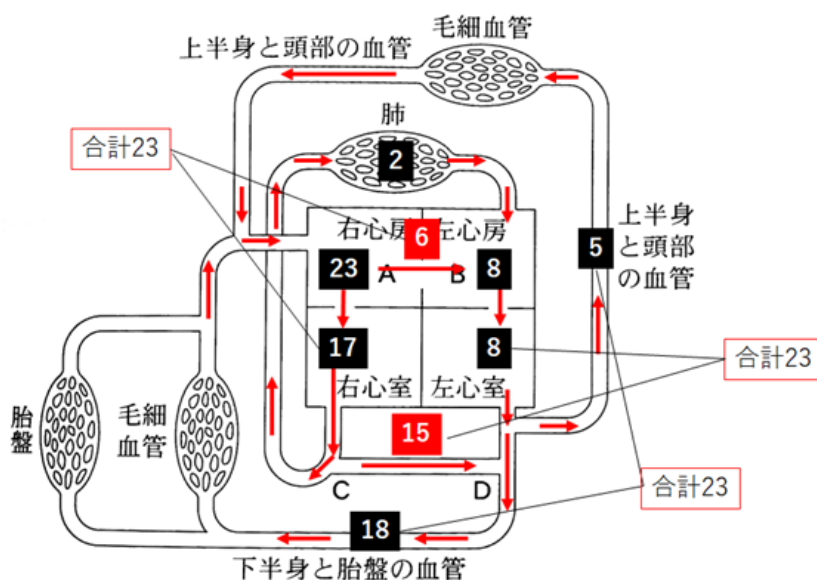 毛細血管
上半身と頭部の血管
肺
合計23
2
右心房
左心房
6
上半身
と頭部
の血管
5
23
A
B
8
17
8
合計23
右心室
左心室
胎
盤
毛細
血管
15
C
D
合計23
18
下半身と胎盤の血管